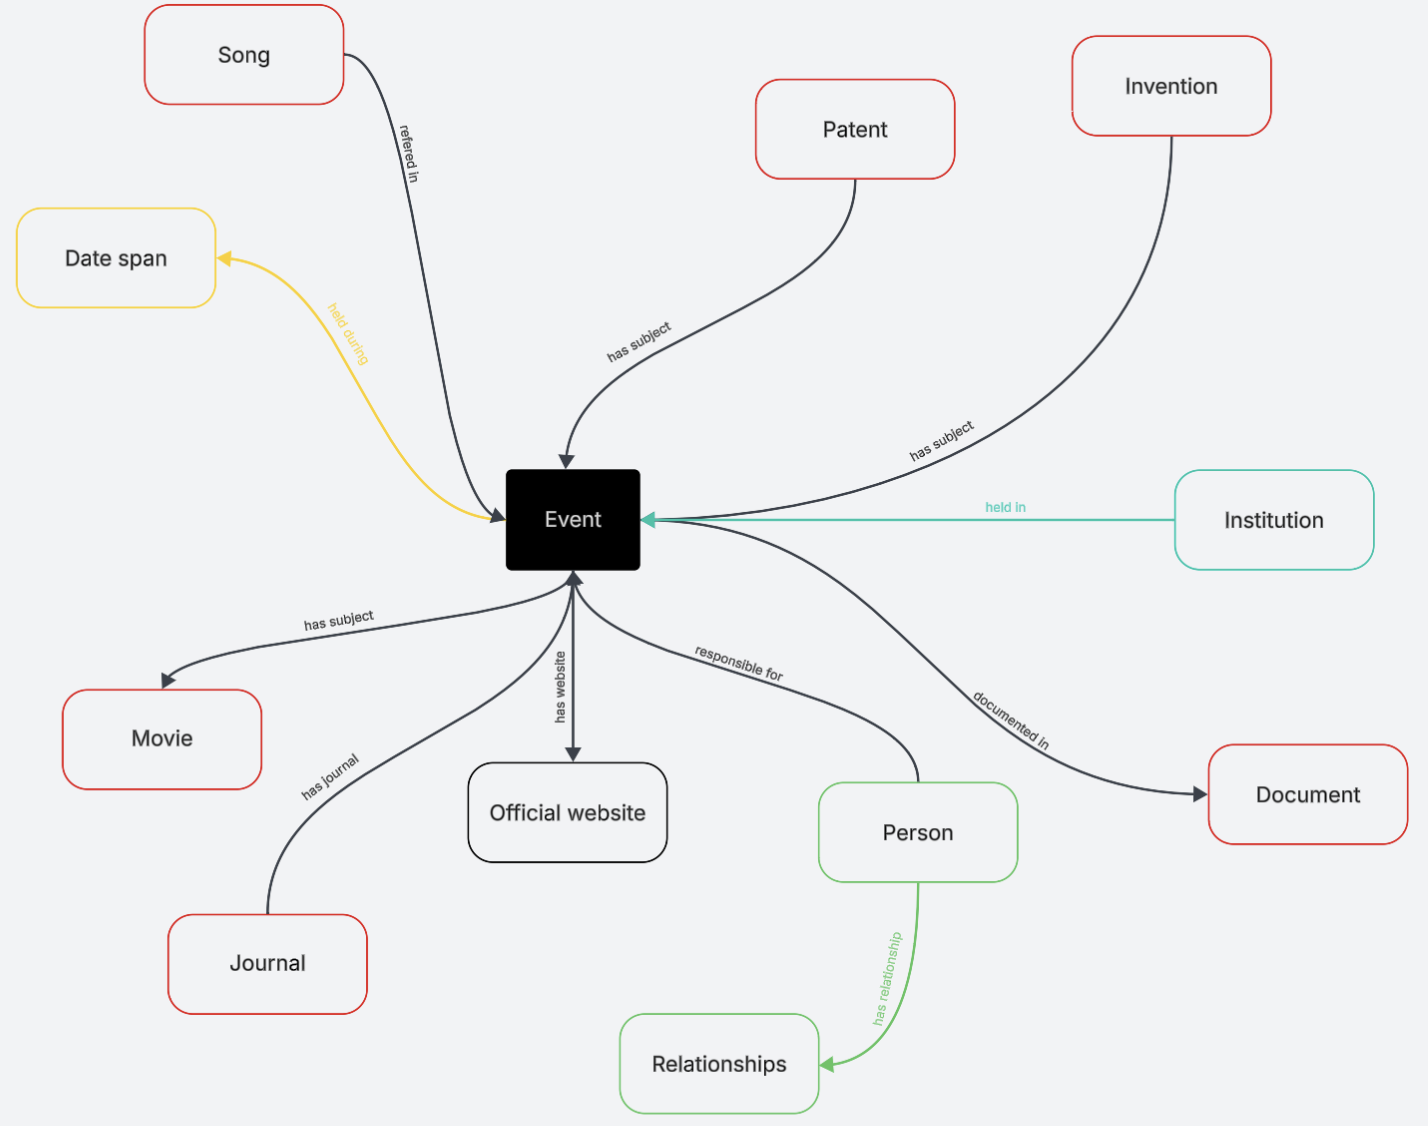 Song
Invention
Patent
refered in
Date span
held during
has subject
has subject
Event
held in
Institution
has subject
responsible for
has website
documented in
Movie
has journal
Official website
Person
Document
Journal
has relationship
Relationships